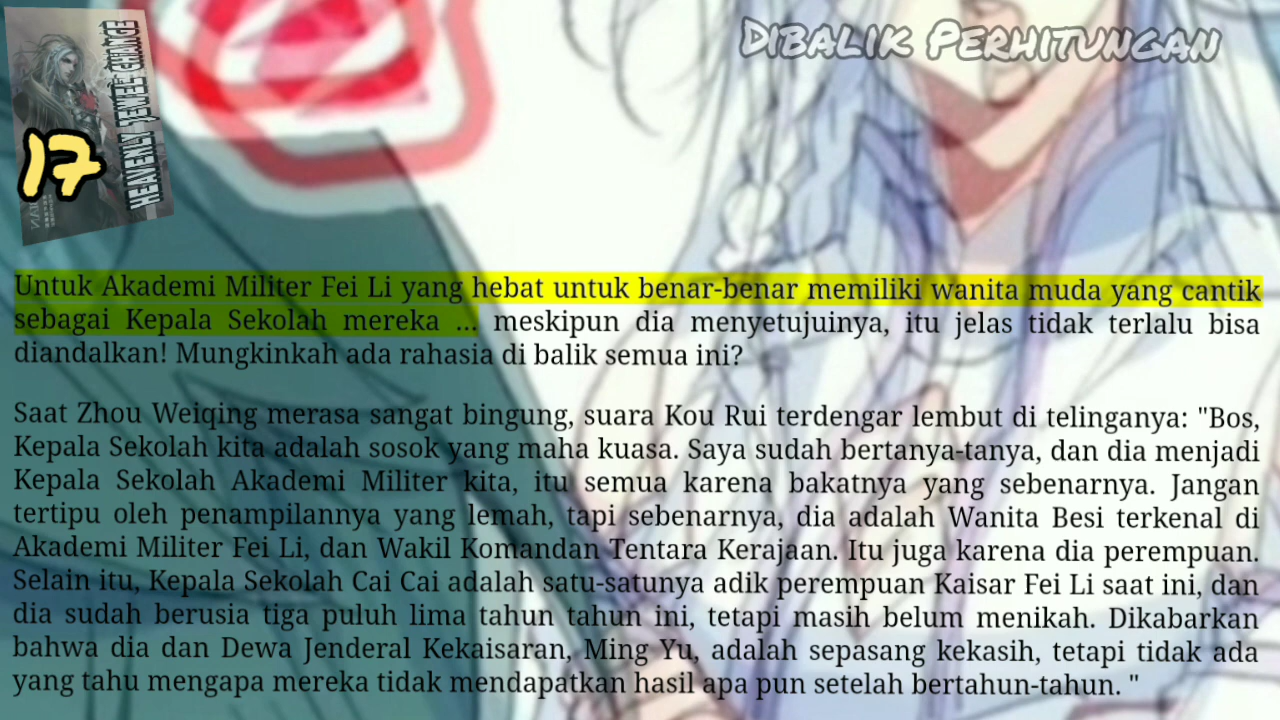 Dibalik Perhitungan
HEAVENLY JEWEL CHANGE
17
Untuk Akademi Militer Fei Li yang hebat untuk benar-benar memiliki wanita muda yang cantik
sebagai Kepala Sekolah mereka ... meskipun dia menyetujuinya, itu jelas tidak terlalu bisa
diandalkan! Mungkinkah ada rahasia di balik semua ini?
Saat Zhou Weiqing merasa sangat bingung, suara Kou Rui terdengar lembut di telinganya: "Bos,
Kepala Sekolah kita adalah sosok yang maha kuasa. Saya sudah bertanya-tanya, dan dia menjadi
Kepala Sekolah Akademi Militer kita, itu semua karena bakatnya yang sebenarnya. Jangan
tertipu oleh penampilannya yang lemah, tapi sebenarnya, dia adalah Wanita Besi terkenal di
Akademi Militer Fei Li, dan Wakil Komandan Tentara Kerajaan. Itu juga karena dia perempuan.
Selain itu, Kepala Sekolah Cai Cai adalah satu-satunya adik perempuan Kaisar Fei Li saat ini, dan
dia sudah berusia tiga puluh lima tahun tahun ini, tetapi masih belum menikah. Dikabarkan
bahwa dia dan Dewa Jenderal Kekaisaran, Ming Yu, adalah sepasang kekasih, tetapi tidak ada
yang tahu mengapa mereka tidak mendapatkan hasil apa pun setelah bertahun-tahun. "